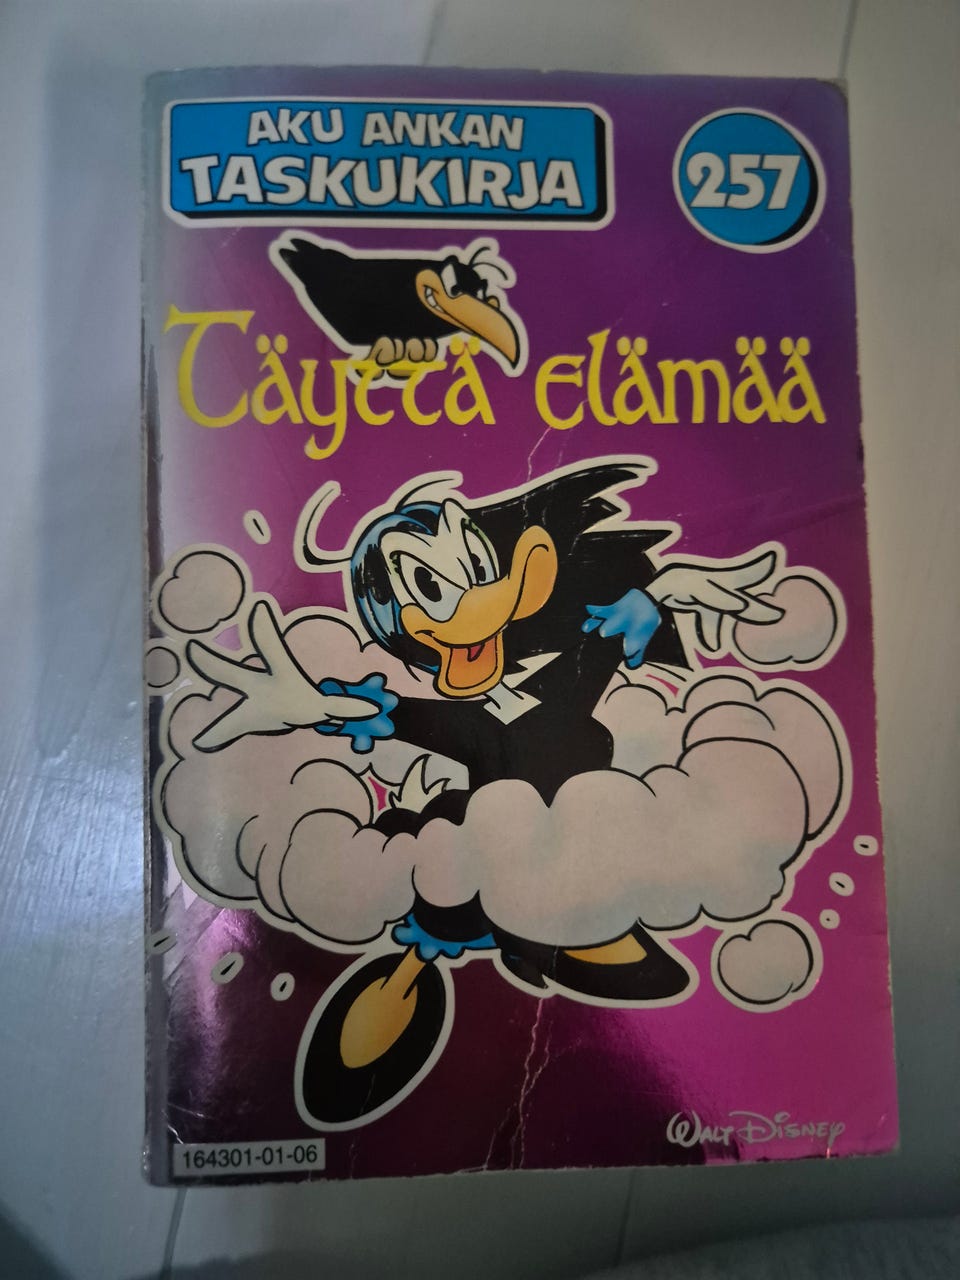 AKU ANKAN
TASKUKIRJA
257
Täyttä elämää
Walt Disney
164301-01-06